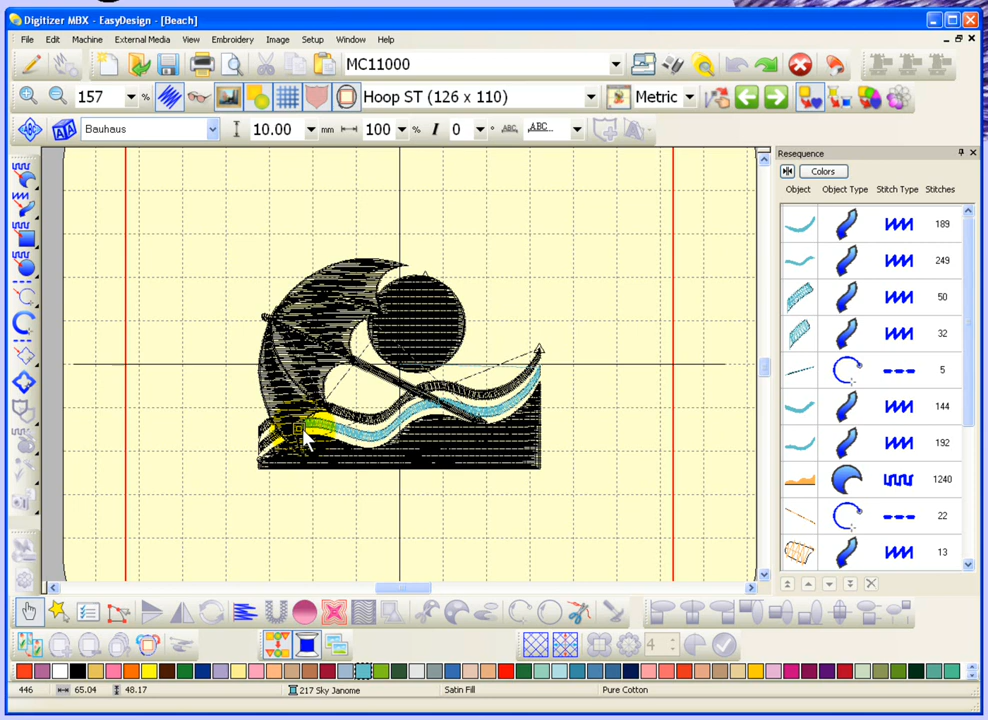 Digitizer MBX - EasyDesign - [Beach]
File Edit Machine External Media View Embroidery Image Setup Window Help
MC11000
157 % Hoop ST (126 x 110) Metric
Bauhaus 10.00 mm 100 % I 0 ° ABC ABC
Resequence
Colors
Object Object Type Stitch Type Stitches
189
249
50
32
5
144
192
1240
22
13
4
446 65.04 48.17 217 Sky Janome Satin Fill Pure Cotton